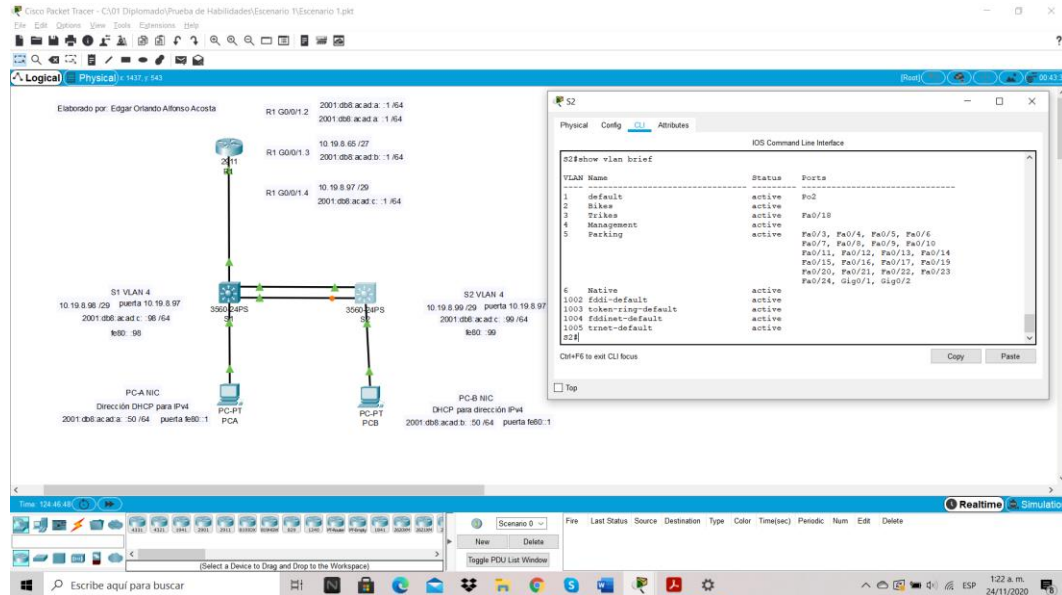 Cisco Packet Tracer - C:\01 Diplomado\Prueba de Habilidades\Escenario 1\Escenario 1.pkt
File Edit Options View Tools Extensions Help
Logical Physical x: 1437, y: 543 [Root]
Elaborado por: Edgar Orlando Alfonso Acosta
R1 G0/0/1.2
2001:db8:acad:a: :1 /64
2001:db8:acad:a: :1 /64
R1 G0/0/1.3
10.19.8.65 /27
2001:db8:acad:b: :1 /64
R1 G0/0/1.4
10.19.8.97 /29
2001:db8:acad:c: :1 /64
2911
S1 VLAN 4
10.19.8.98 /29 puerta 10.19.8.97
2001:db8:acad:c: :98 /64
fe80: :98
3560-24PS
S1
3560-24PS
S2
S2 VLAN 4
10.19.8.99 /29 puerta 10.19.8.97
2001:db8:acad:c: :99 /64
fe80: :99
PC-A NIC
Dirección DHCP para IPv4
2001:db8:acad:a: :50 /64 puerta fe80: :1
PC-PT
PCA
PC-PT
PCB
PC-B NIC
DHCP para dirección IPv4
2001:db8:acad:b: :50 /64 puerta fe80: :1
S2
Physical Config CLI Attributes
IOS Command Line Interface
S2#show vlan brief
VLAN Name Status Ports
1 default active Po2
2 Bikes active
3 Trikes active Fa0/18
4 Management active
5 Parking active Fa0/3, Fa0/4, Fa0/5, Fa0/6
Fa0/7, Fa0/8, Fa0/9, Fa0/10
Fa0/11, Fa0/12, Fa0/13, Fa0/14
Fa0/15, Fa0/16, Fa0/17, Fa0/19
Fa0/20, Fa0/21, Fa0/22, Fa0/23
Fa0/24, Gig0/1, Gig0/2
6 Native active
1002 fddi-default active
1003 token-ring-default active
1004 fddinet-default active
1005 trnet-default active
S2#
Ctrl+F6 to exit CLI focus Copy Paste
Top
Time: 124:46:48 Realtime Simulation
Scenario 0
New Delete
Toggle PDU List Window
Fire Last Status Source Destination Type Color Time(sec) Periodic Num Edit Delete
(Select a Device to Drag and Drop to the Workspace)
Escribe aquí para buscar
ESP
1:22 a. m.
24/11/2020